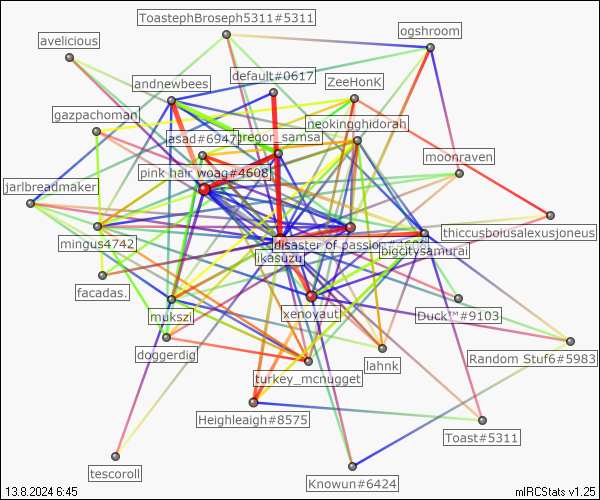 ToastephBroseph5311#5311
ogshroom
avelicious
default#0617
andnewbees
ZeeHonK
gazpachoman
neokingghidorah
asad#6947
gregor_samsa
moonraven
pink hair woag#4608
jarlbreadmaker
thiccusbolisalexusjoneus
mingus4742
disaster of passion
bigcitysamurai
ikasuzu
facadas.
xenoyaut
mukszi
Duck™#9103
doggerdig
Random Stuf6#5983
lahnk
turkey_mcnugget
Heighleaigh#8575
Toast#5311
tescoroll
Knowun#6424
13.8.2024 6:45
mIRCStats v1.25